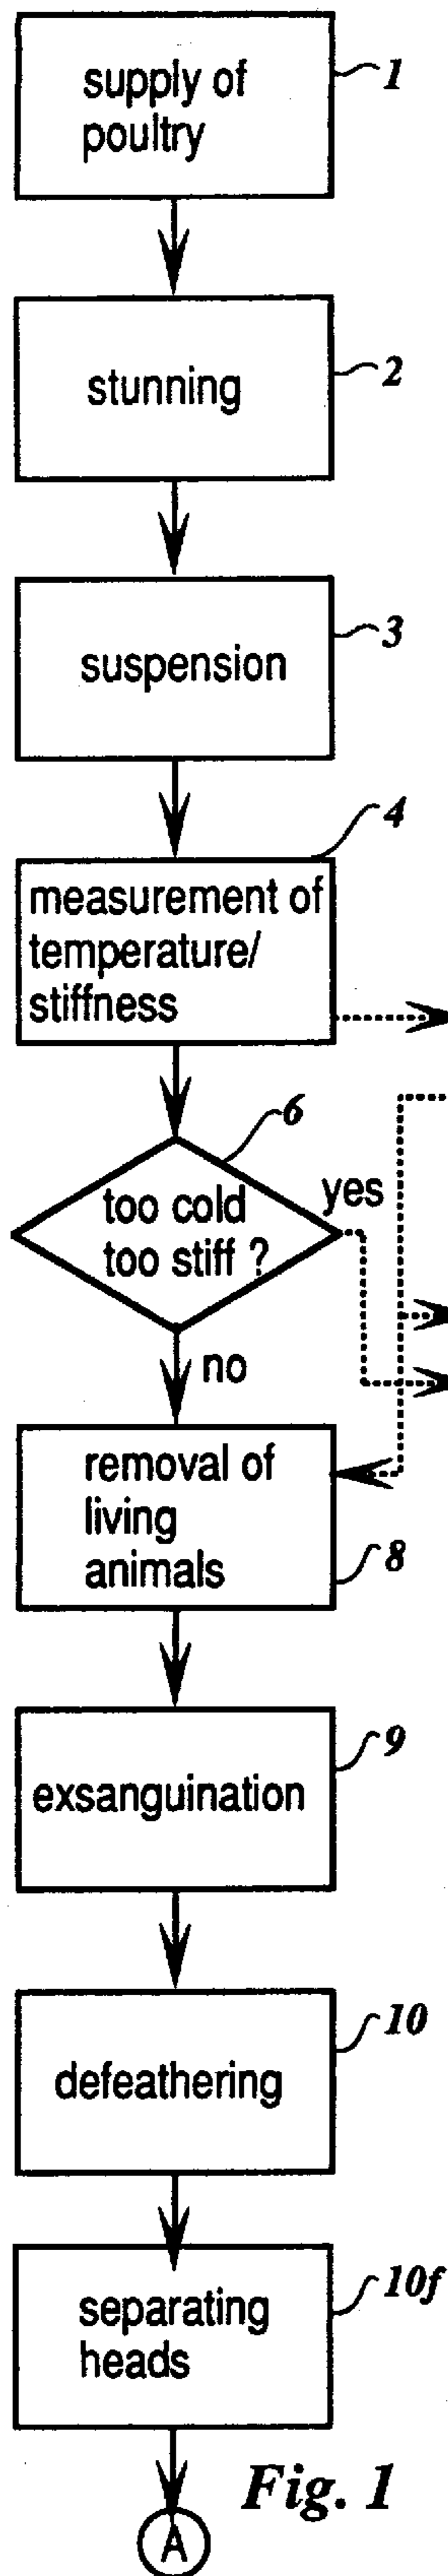 supply of
poultry
1
stunning
2
suspension
3
4
measurement of
temperature/
stiffness
6
too cold
too stiff ?
yes
no
removal of
living
animals
8
exsanguination
9
defeathering
10
separating
heads
10f
Fig. 1
A